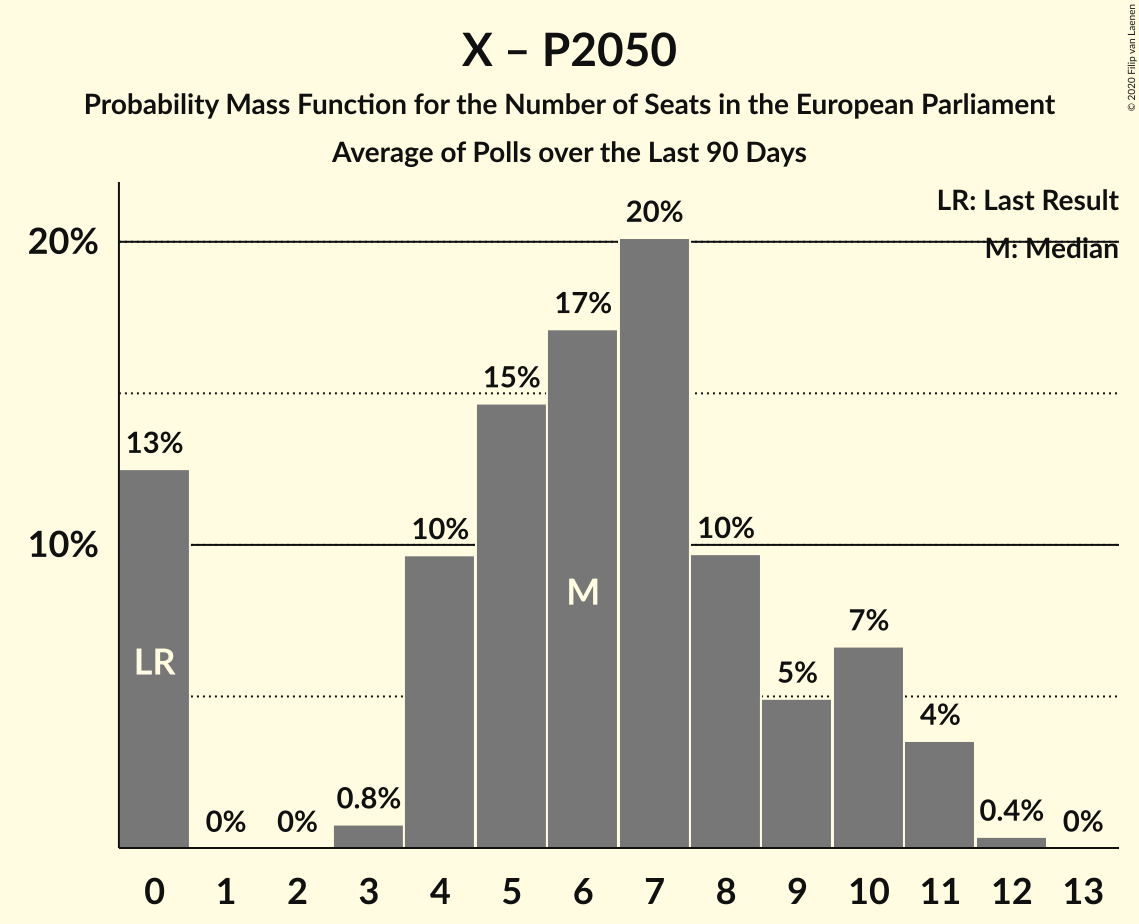 X – P2050
Probability Mass Function for the Number of Seats in the European Parliament
Average of Polls over the Last 90 Days
© 2020 Filip van Laenen
LR: Last Result
M: Median
20%
10%
13%
0%
0%
0.8%
10%
15%
17%
20%
10%
5%
7%
4%
0.4%
0%
LR
M
0 1 2 3 4 5 6 7 8 9 10 11 12 13